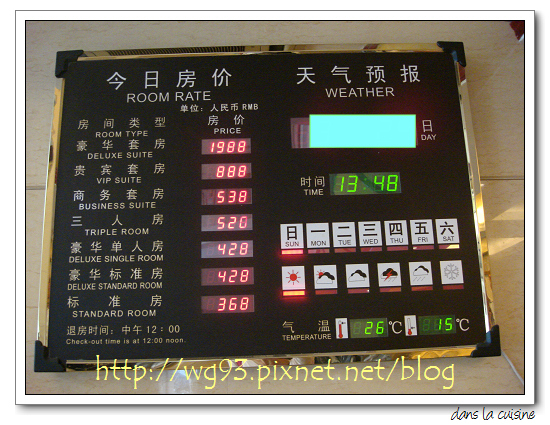 今日房价
ROOM RATE
单位：人民币 RMB
房间类型 房价
ROOM TYPE PRICE
豪华套房 1988
DELUXE SUITE
贵宾套房 888
VIP SUITE
商务套房 538
BUSINESS SUITE
三人房 520
TRIPLE ROOM
豪华单人房 428
DELUXE SINGLE ROOM
豪华标准房 428
DELUXE STANDARD ROOM
标准房 368
STANDARD ROOM
退房时间：中午12：00
Check-out time is at 12:00 noon.
天气预报
WEATHER
日
DAY
时间 13:48
TIME
日 一 二 三 四 五 六
SUN MON TUE WED THU FRI SAT
气温 26℃ 15℃
TEMPERATURE
http://wg93.pixnet.net/blog
dans la cuisine